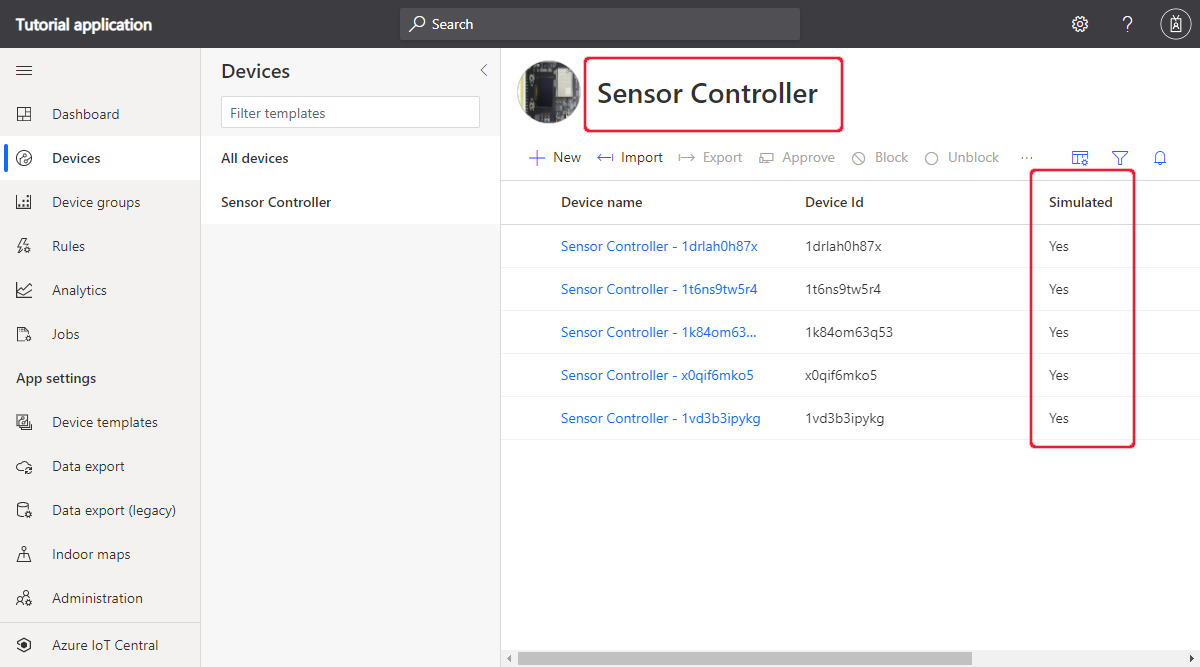 Tutorial application
Search
Dashboard
Devices
Device groups
Rules
Analytics
Jobs
App settings
Device templates
Data export
Data export (legacy)
Indoor maps
Administration
Azure IoT Central
Devices
Filter templates
All devices
Sensor Controller
Sensor Controller
New Import Export Approve Block Unblock ...
Device name Device Id Simulated
Sensor Controller - 1drlah0h87x 1drlah0h87x Yes
Sensor Controller - 1t6ns9tw5r4 1t6ns9tw5r4 Yes
Sensor Controller - 1k84om63... 1k84om63q53 Yes
Sensor Controller - x0qif6mko5 x0qif6mko5 Yes
Sensor Controller - 1vd3b3ipykg 1vd3b3ipykg Yes